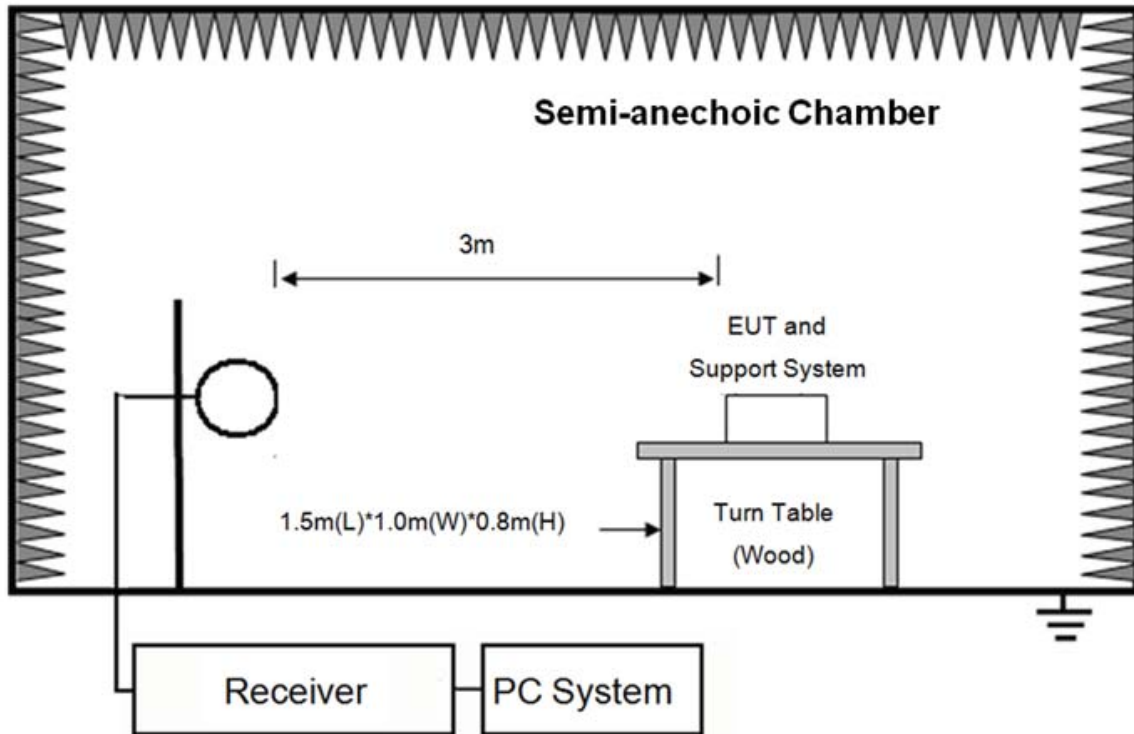 Semi-anechoic Chamber
3m
EUT and
Support System
1.5m(L)*1.0m(W)*0.8m(H)
Turn Table
(Wood)
Receiver
PC System